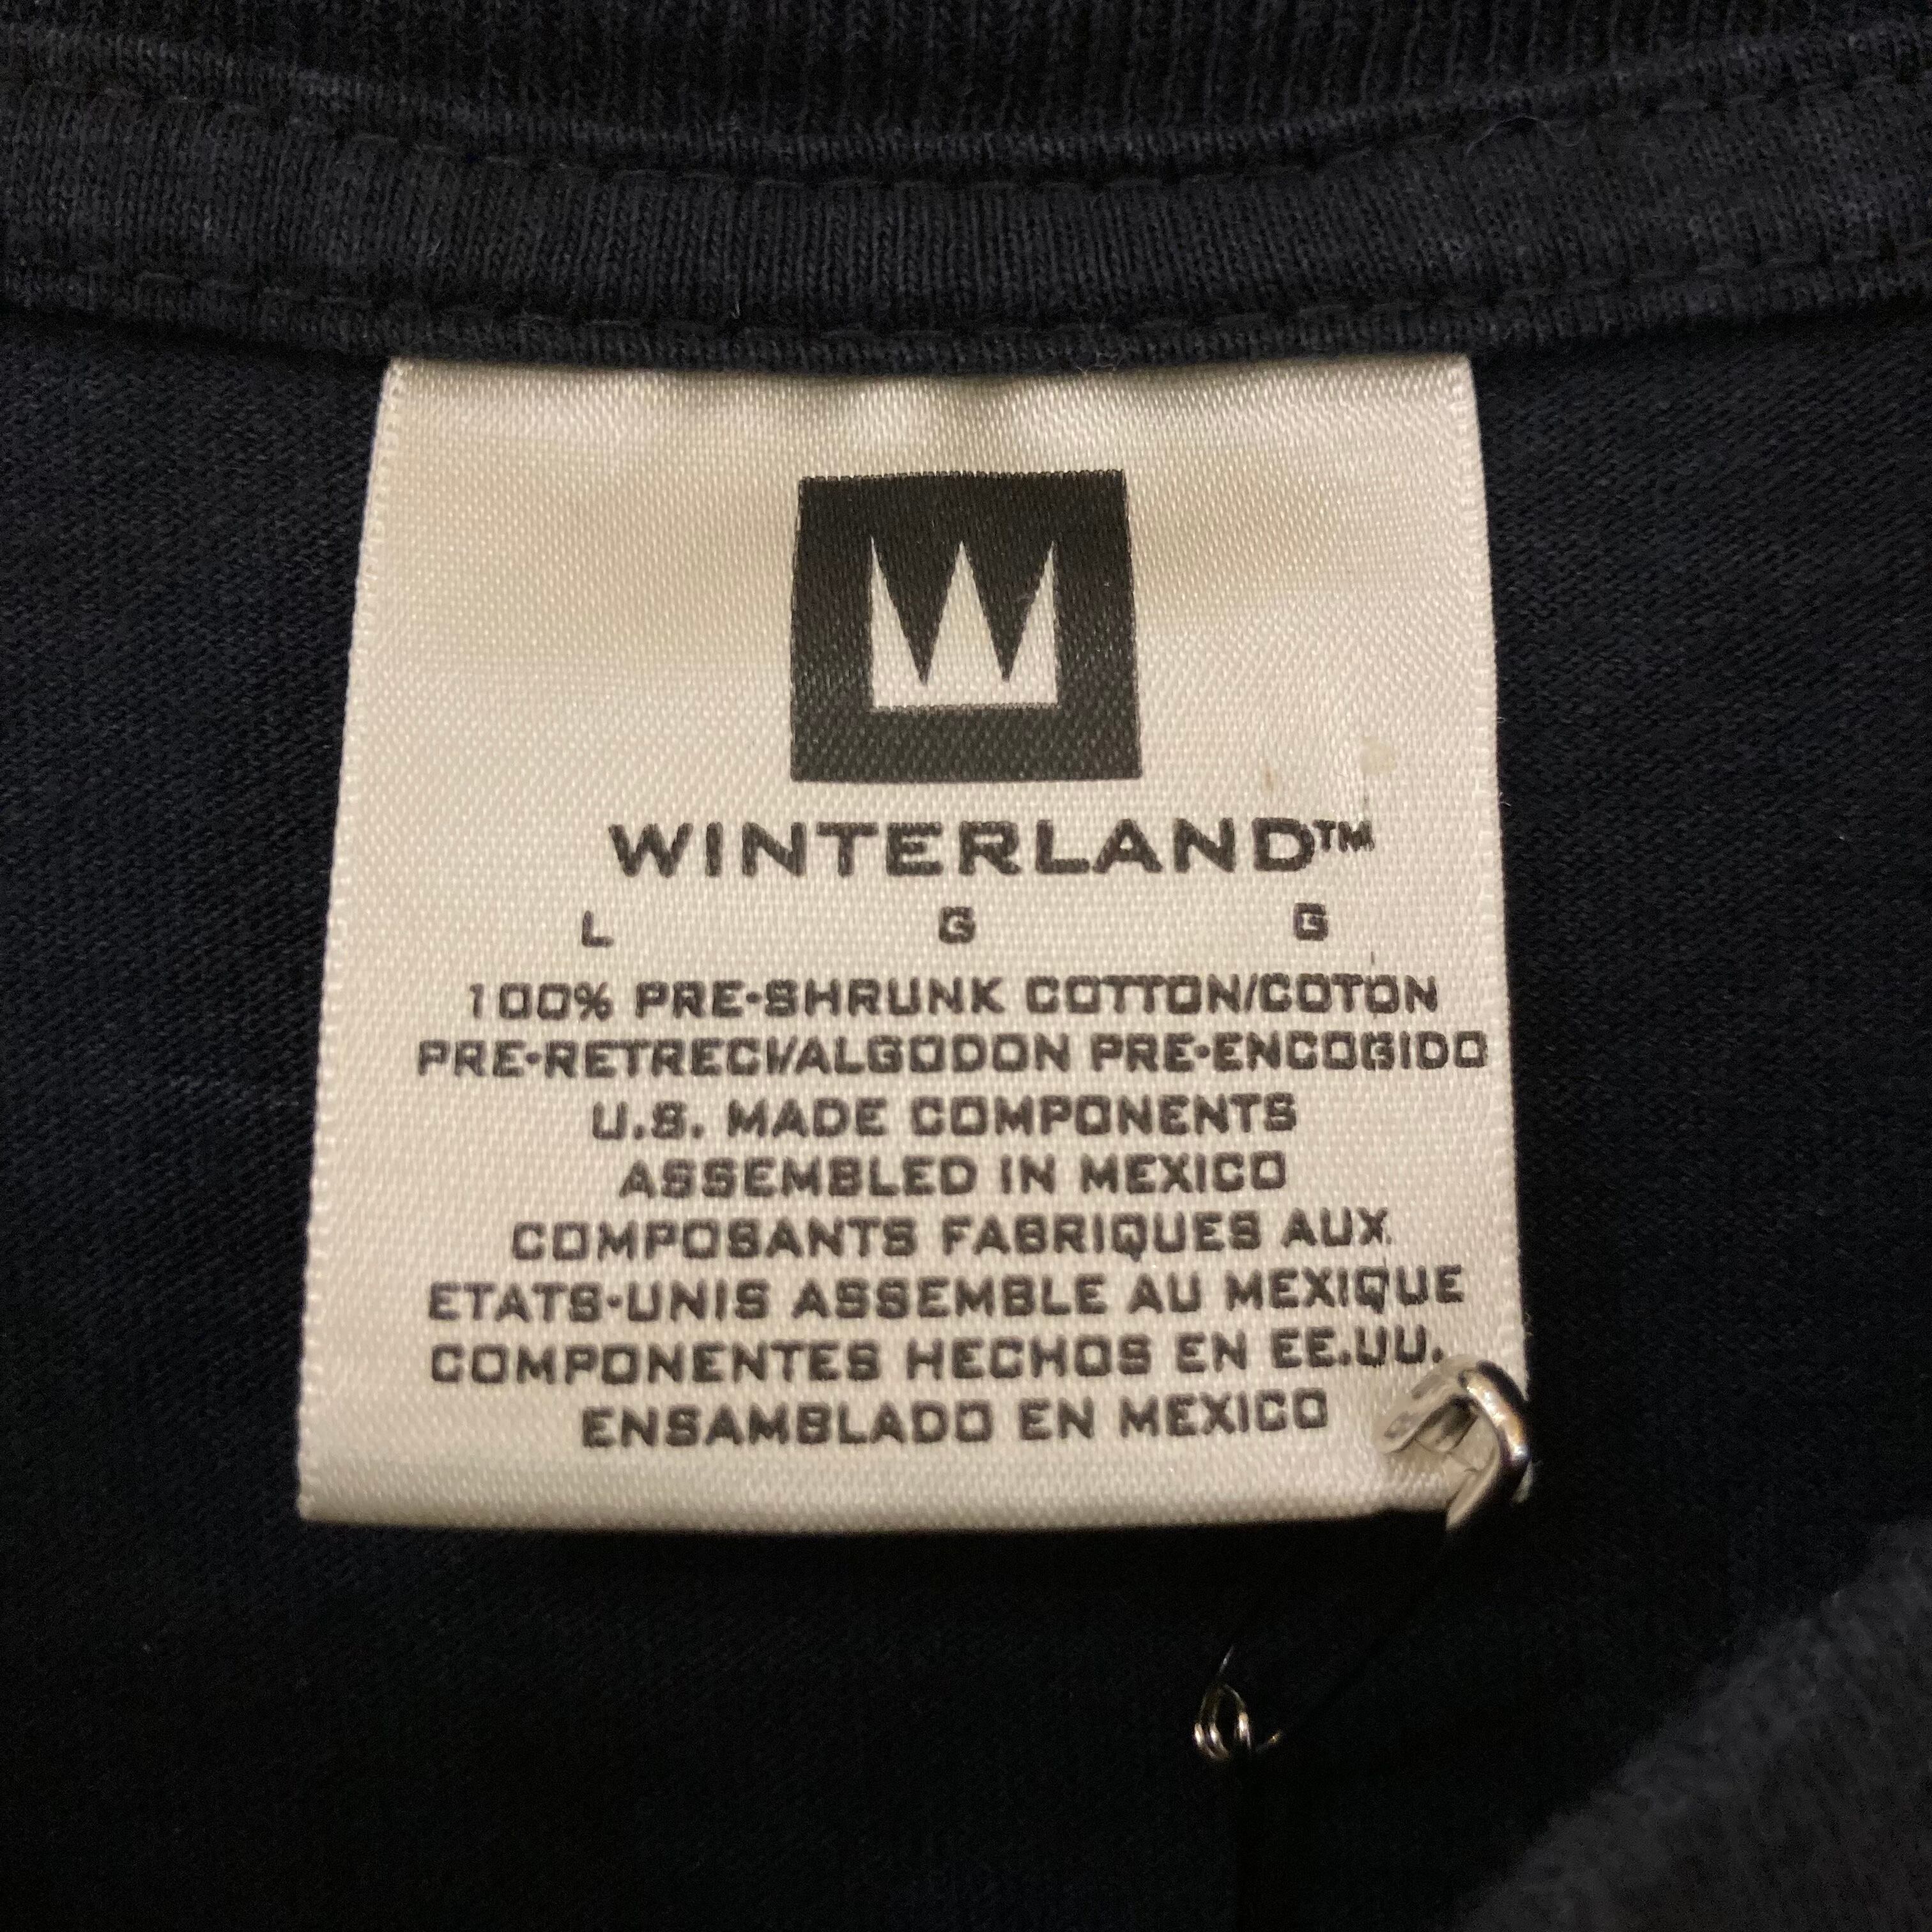 W
WINTERLAND™
L G G
100% PRE-SHRUNK COTTON/COTON
PRE-RETRECI/ALGODON PRE-ENCOGIDO
U.S. MADE COMPONENTS
ASSEMBLED IN MEXICO
COMPOSANTS FABRIQUES AUX
ETATS-UNIS ASSEMBLE AU MEXIQUE
COMPONENTES HECHOS EN EE.UU.
ENSAMBLADO EN MEXICO